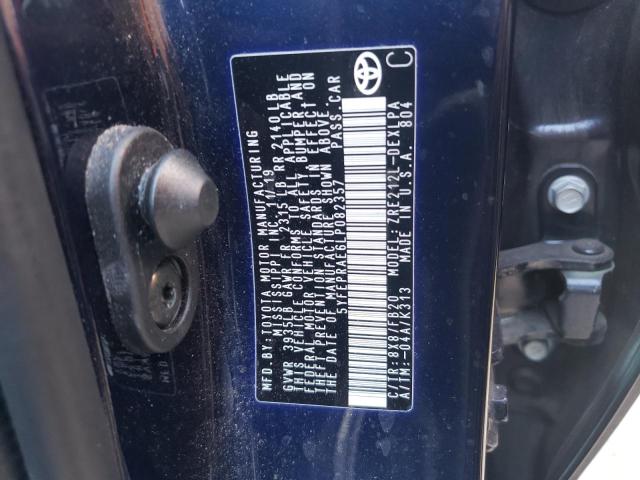 MFD.BY: TOYOTA MOTOR MANUFACTURING
MISSISSIPPI INC. 11/19
GVWR 3935LB GAWR FR 2315 LB RR 2140LB
THIS VEHICLE CONFORMS TO ALL APPLICABLE
FEDERAL MOTOR VEHICLE SAFETY, BUMPER AND
THEFT PREVENTION STANDARDS IN EFFECT ON
THE DATE OF MANUFACTURE SHOWN ABOVE.
5YFEPRAE6LP082357 PASS. CAR
C
C/TR: 8X8/FB20 MODEL: ZRE212L-DEXLPA
A/TM: -04A/K313 MADE IN U.S.A. 804